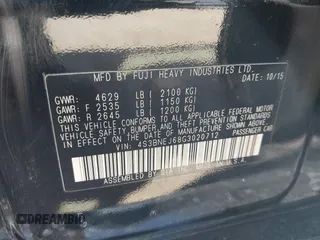 MFD. BY FUJI HEAVY INDUSTRIES LTD.
DATE: 10/15
GVWR: 4629 LB ( 2100 KG)
GAWR: F 2535 LB ( 1150 KG)
GAWR: R 2645 LB ( 1200 KG)
THIS VEHICLE CONFORMS TO ALL APPLICABLE FEDERAL MOTOR
VEHICLE SAFETY, BUMPER, AND THEFT PREVENTION STANDARDS
IN EFFECT ON THE DATE OF MANUFACTURE SHOWN ABOVE.
VIN: 4S3BNEJ68G3020712 PASSENGER CAR
ASSEMBLED BY U.S.A.
DREAMBID